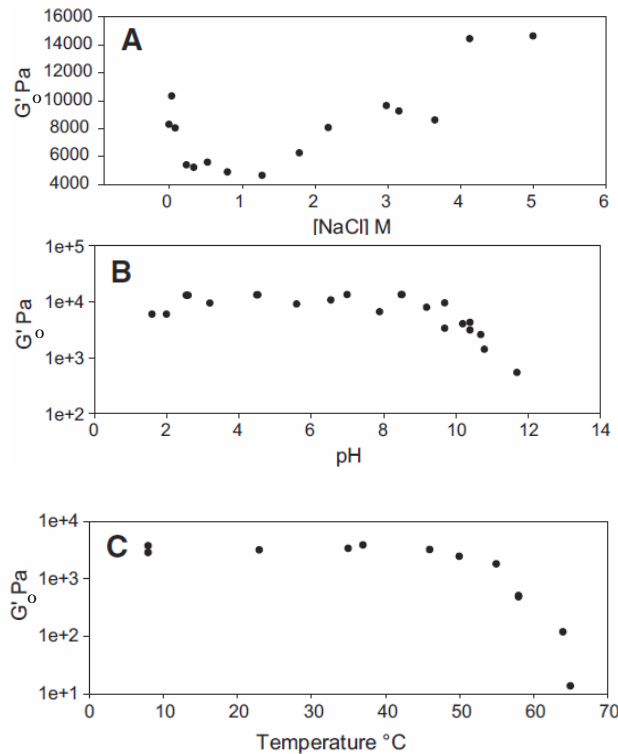 16000
14000
12000
10000
8000
6000
4000
A
G'o Pa
0 1 2 3 4 5 6
[NaCl] M
1e+5
1e+4
1e+3
1e+2
B
G'o Pa
0 2 4 6 8 10 12 14
pH
1e+4
1e+3
1e+2
1e+1
C
G'o Pa
0 10 20 30 40 50 60 70
Temperature °C